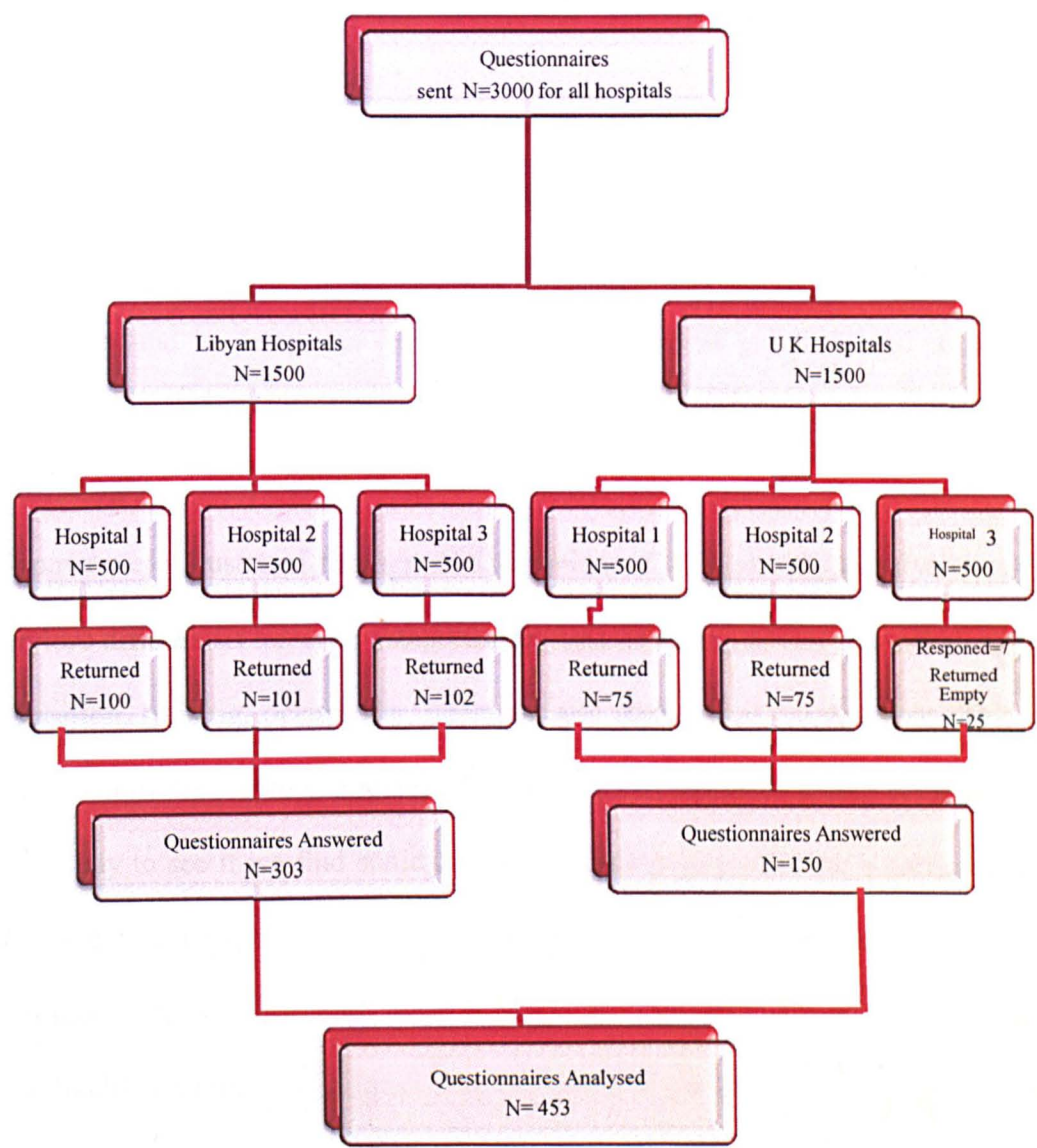 Questionnaires
sent N=3000 for all hospitals
Libyan Hospitals
N=1500
U K Hospitals
N=1500
Hospital 1
N=500
Hospital 2
N=500
Hospital 3
N=500
Hospital 1
N=500
Hospital 2
N=500
Hospital 3
N=500
Returned
N=100
Returned
N=101
Returned
N=102
Returned
N=75
Returned
N=75
Responed=7
Returned
Empty
N=25
Questionnaires Answered
N=303
Questionnaires Answered
N=150
Questionnaires Analysed
N= 453